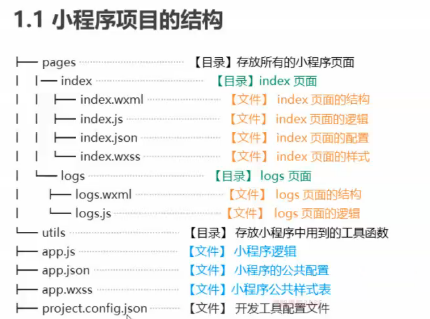 1.1 小程序项目的结构
├── pages 【目录】存放所有的小程序页面
│ ├── index 【目录】index 页面
│ │ ├── index.wxml 【文件】 index 页面的结构
│ │ ├── index.js 【文件】 index 页面的逻辑
│ │ ├── index.json 【文件】 index 页面的配置
│ │ └── index.wxss 【文件】 index 页面的样式
│ └── logs 【目录】logs 页面
│ ├── logs.wxml 【文件】 logs 页面的结构
│ └── logs.js 【文件】 logs 页面的逻辑
└── utils 【目录】 存放小程序中用到的工具函数
├── app.js 【文件】 小程序逻辑
├── app.json 【文件】 小程序的公共配置
├── app.wxss 【文件】小程序公共样式表
├── project.config.json 【文件】 开发工具配置文件